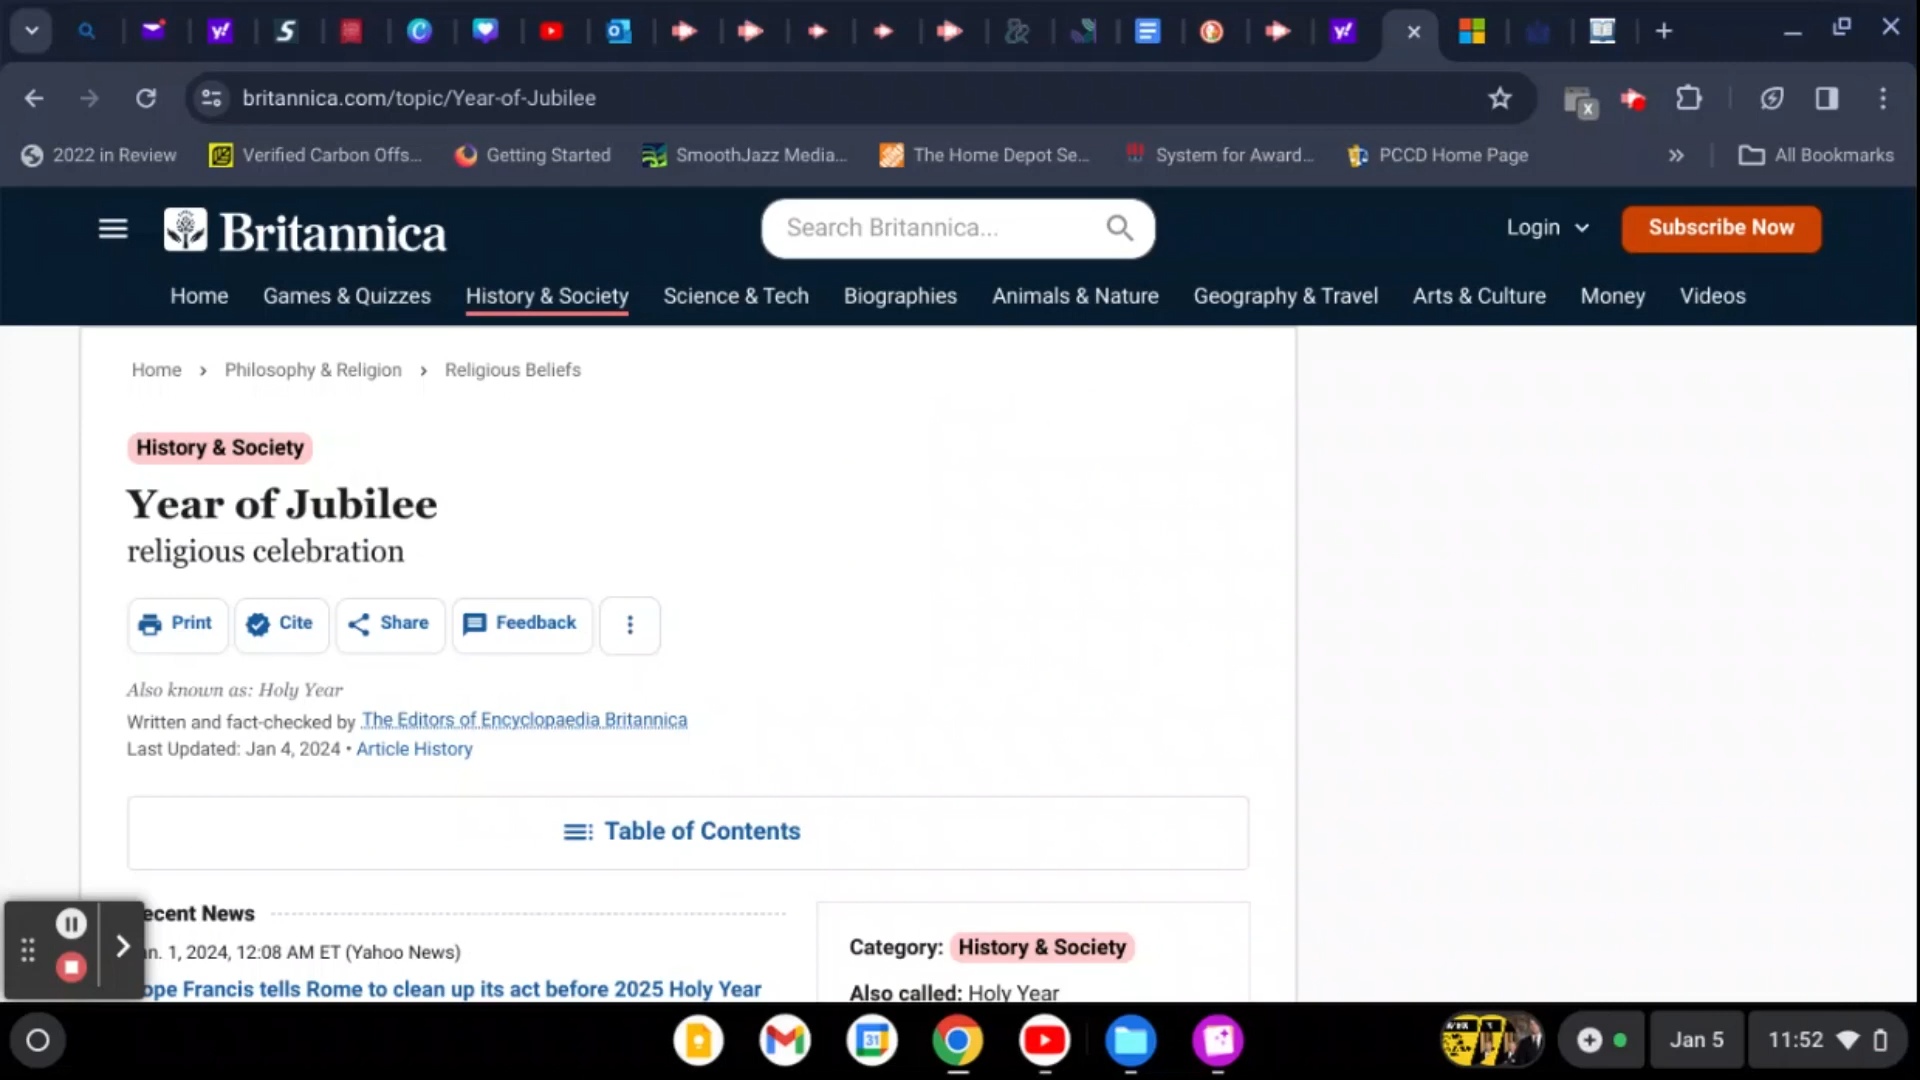 britannica.com/topic/Year-of-Jubilee
2022 in Review Verified Carbon Offs... Getting Started SmoothJazz Media... The Home Depot Se... System for Award... PCCD Home Page » All Bookmarks
Britannica Search Britannica... Login Subscribe Now
Home Games & Quizzes History & Society Science & Tech Biographies Animals & Nature Geography & Travel Arts & Culture Money Videos
Home › Philosophy & Religion › Religious Beliefs
History & Society
Year of Jubilee
religious celebration
Print Cite Share Feedback
Also known as: Holy Year
Written and fact-checked by The Editors of Encyclopaedia Britannica
Last Updated: Jan 4, 2024 • Article History
Table of Contents
ecent News
n. 1, 2024, 12:08 AM ET (Yahoo News)
ope Francis tells Rome to clean up its act before 2025 Holy Year
Category: History & Society
Also called: Holy Year
31
Jan 5 11:52